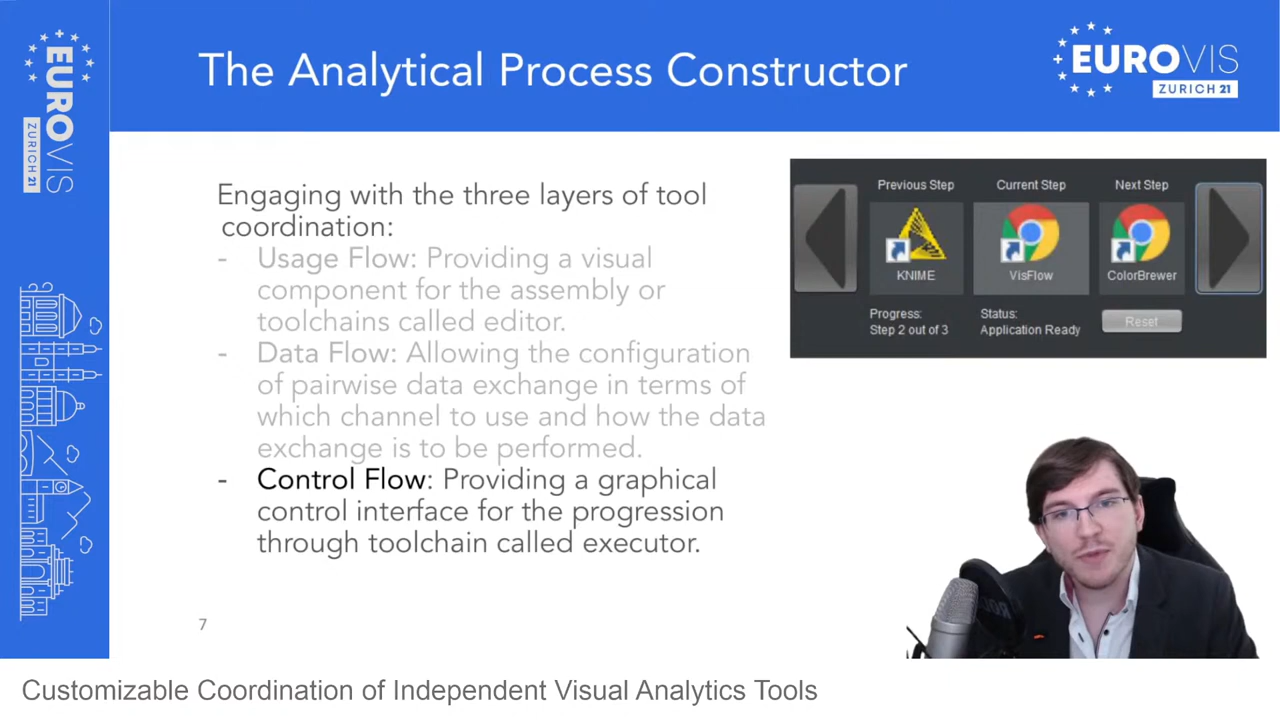 EUROVIS
ZURICH 21
The Analytical Process Constructor
EUROVIS
ZURICH 21
Engaging with the three layers of tool
coordination:
- Usage Flow: Providing a visual
component for the assembly or
toolchains called editor.
- Data Flow: Allowing the configuration
of pairwise data exchange in terms of
which channel to use and how the data
exchange is to be performed.
- Control Flow: Providing a graphical
control interface for the progression
through toolchain called executor.
Previous Step
Current Step
Next Step
KNIME
VisFlow
ColorBrewer
Progress:
Step 2 out of 3
Status:
Application Ready
Reset
7
Customizable Coordination of Independent Visual Analytics Tools